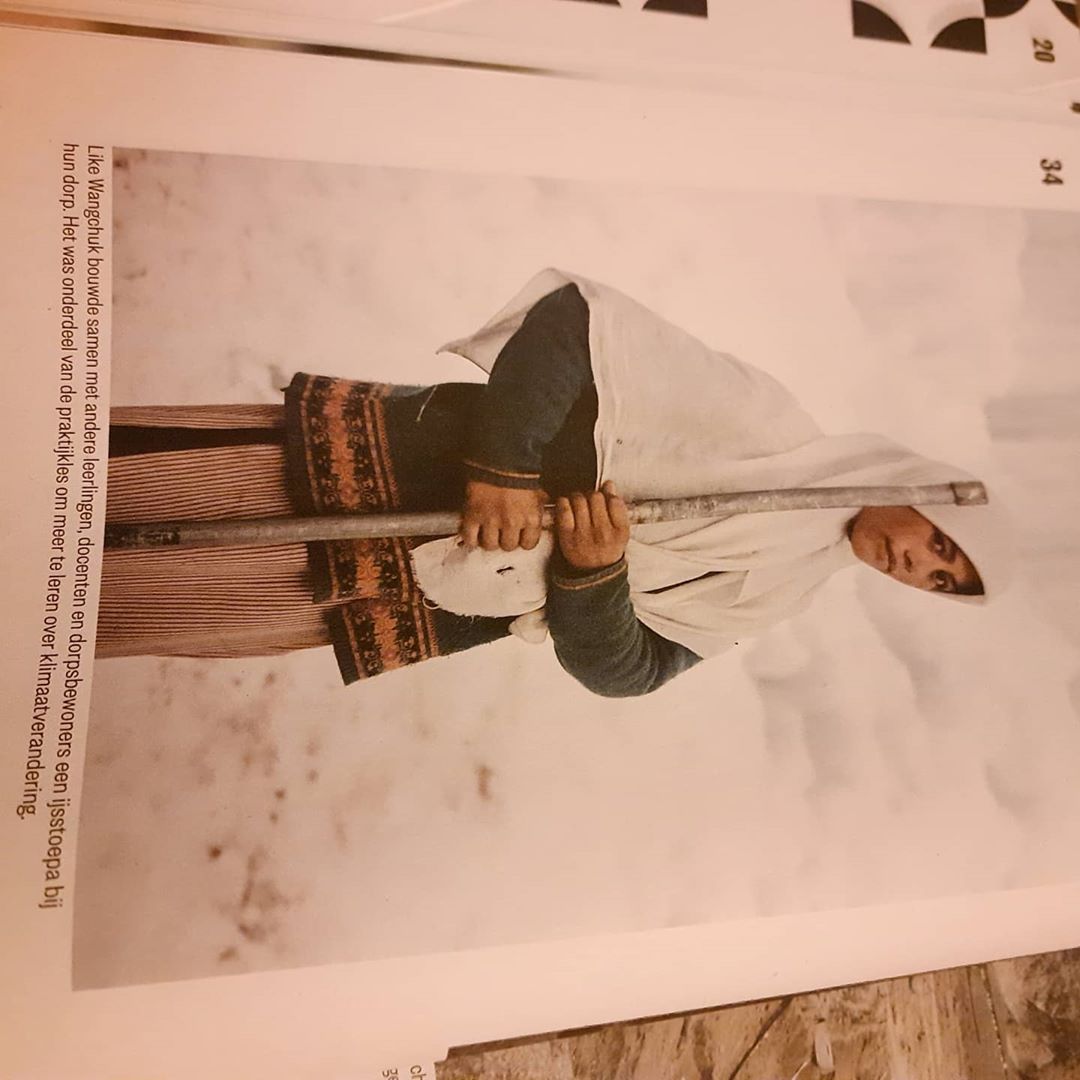 20
34
Like Wangchuk bouwde samen met andere leerlingen, docenten en dorpsbewoners een ijsstoepa bij
hun dorp. Het was onderdeel van de praktijkles om meer te leren over klimaatverandering.
ch
ge